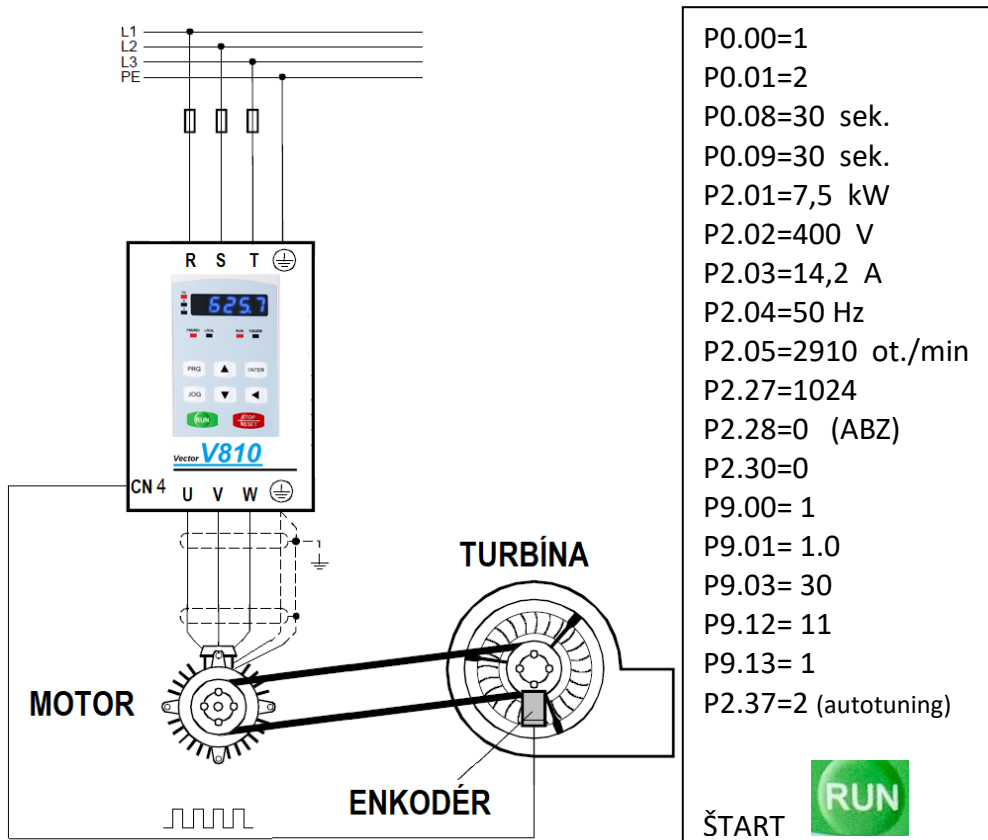 L1
L2
L3
PE
R S T
625.7
PRG
ENTER
JOG
RUN
STOP
RESET
Vector V810
CN 4
U V W
TURBÍNA
MOTOR
ENKODÉR
P0.00=1
P0.01=2
P0.08=30 sek.
P0.09=30 sek.
P2.01=7,5 kW
P2.02=400 V
P2.03=14,2 A
P2.04=50 Hz
P2.05=2910 ot./min
P2.27=1024
P2.28=0 (ABZ)
P2.30=0
P9.00= 1
P9.01= 1.0
P9.03= 30
P9.12= 11
P9.13= 1
P2.37=2 (autotuning)
ŠTART RUN